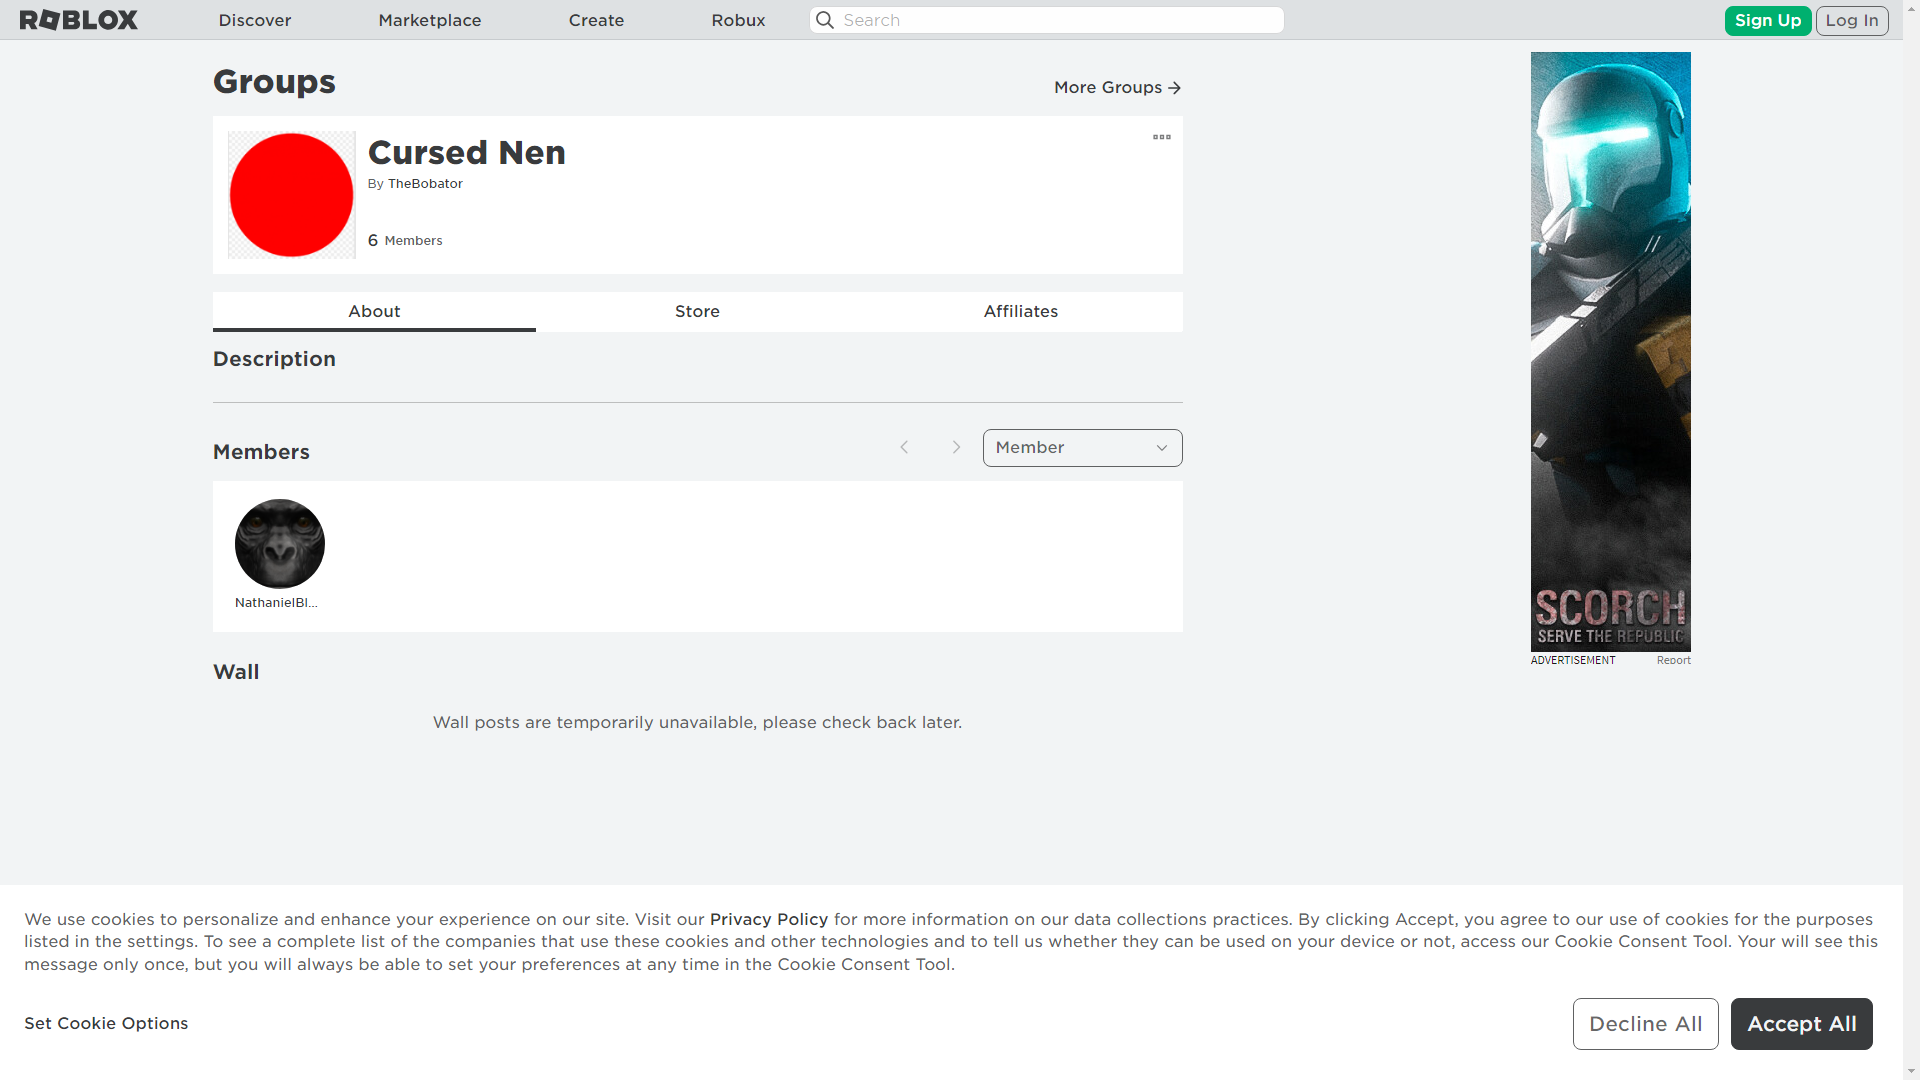 ROBLOX
Discover
Marketplace
Create
Robux
Search
Sign Up
Log In
Groups
More Groups
Cursed Nen
By TheBobator
6 Members
About
Store
Affiliates
Description
Members
Member
NathanielBl...
Wall
Wall posts are temporarily unavailable, please check back later.
SCORCH
SERVE THE REPUBLIC
ADVERTISEMENT
Report
We use cookies to personalize and enhance your experience on our site. Visit our Privacy Policy for more information on our data collections practices. By clicking Accept, you agree to our use of cookies for the purposes
listed in the settings. To see a complete list of the companies that use these cookies and other technologies and to tell us whether they can be used on your device or not, access our Cookie Consent Tool. Your will see this
message only once, but you will always be able to set your preferences at any time in the Cookie Consent Tool.
Set Cookie Options
Decline All
Accept All